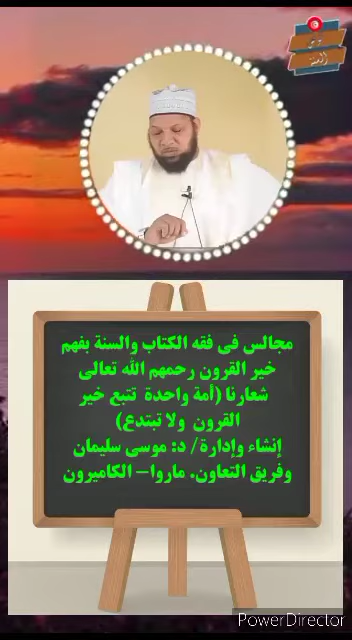 تونس
مجالس في فقه الكتاب والسنة بفهم
خير القرون رحمهم الله تعالى
شعارنا (أمة واحدة تتبع خير
القرون ولا تبتدع)
إنشاء وإدارة/ د: موسى سليمان
وفريق التعاون. ماروا– الكاميرون
PowerDirector